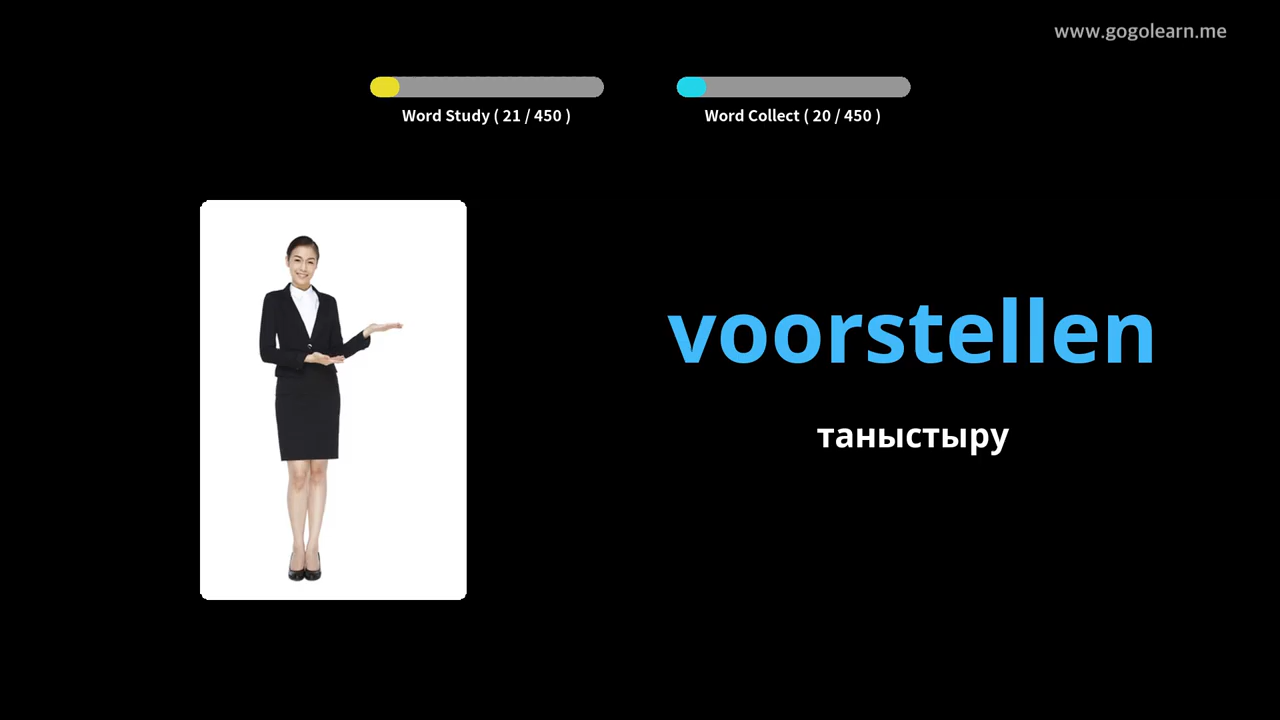 www.gogolearn.me
Word Study ( 21 / 450 )
Word Collect ( 20 / 450 )
voorstellen
таныстыру